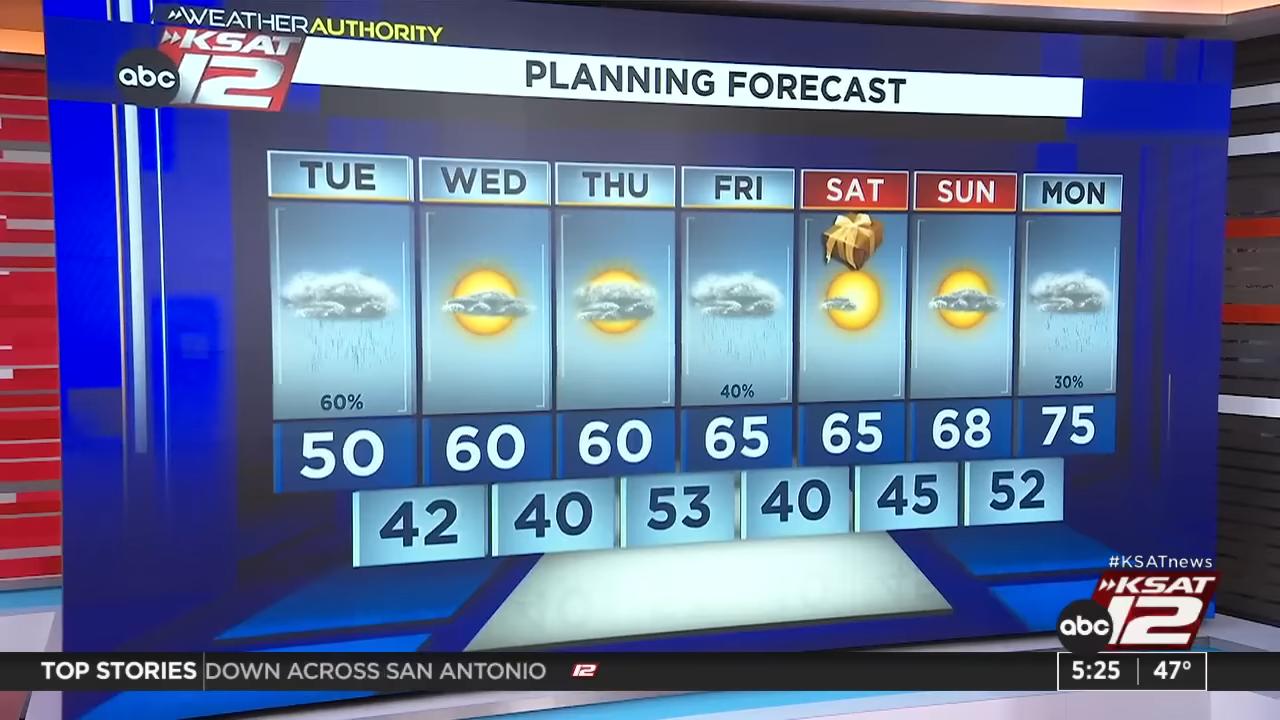 WEATHERAUTHORITY
KSAT
abc 12
PLANNING FORECAST
TUE WED THU FRI SAT SUN MON
60% 40% 30%
50 60 60 65 65 68 75
42 40 53 40 45 52
#KSATnews
KSAT
abc 12
TOP STORIES DOWN ACROSS SAN ANTONIO 12
5:25 47°